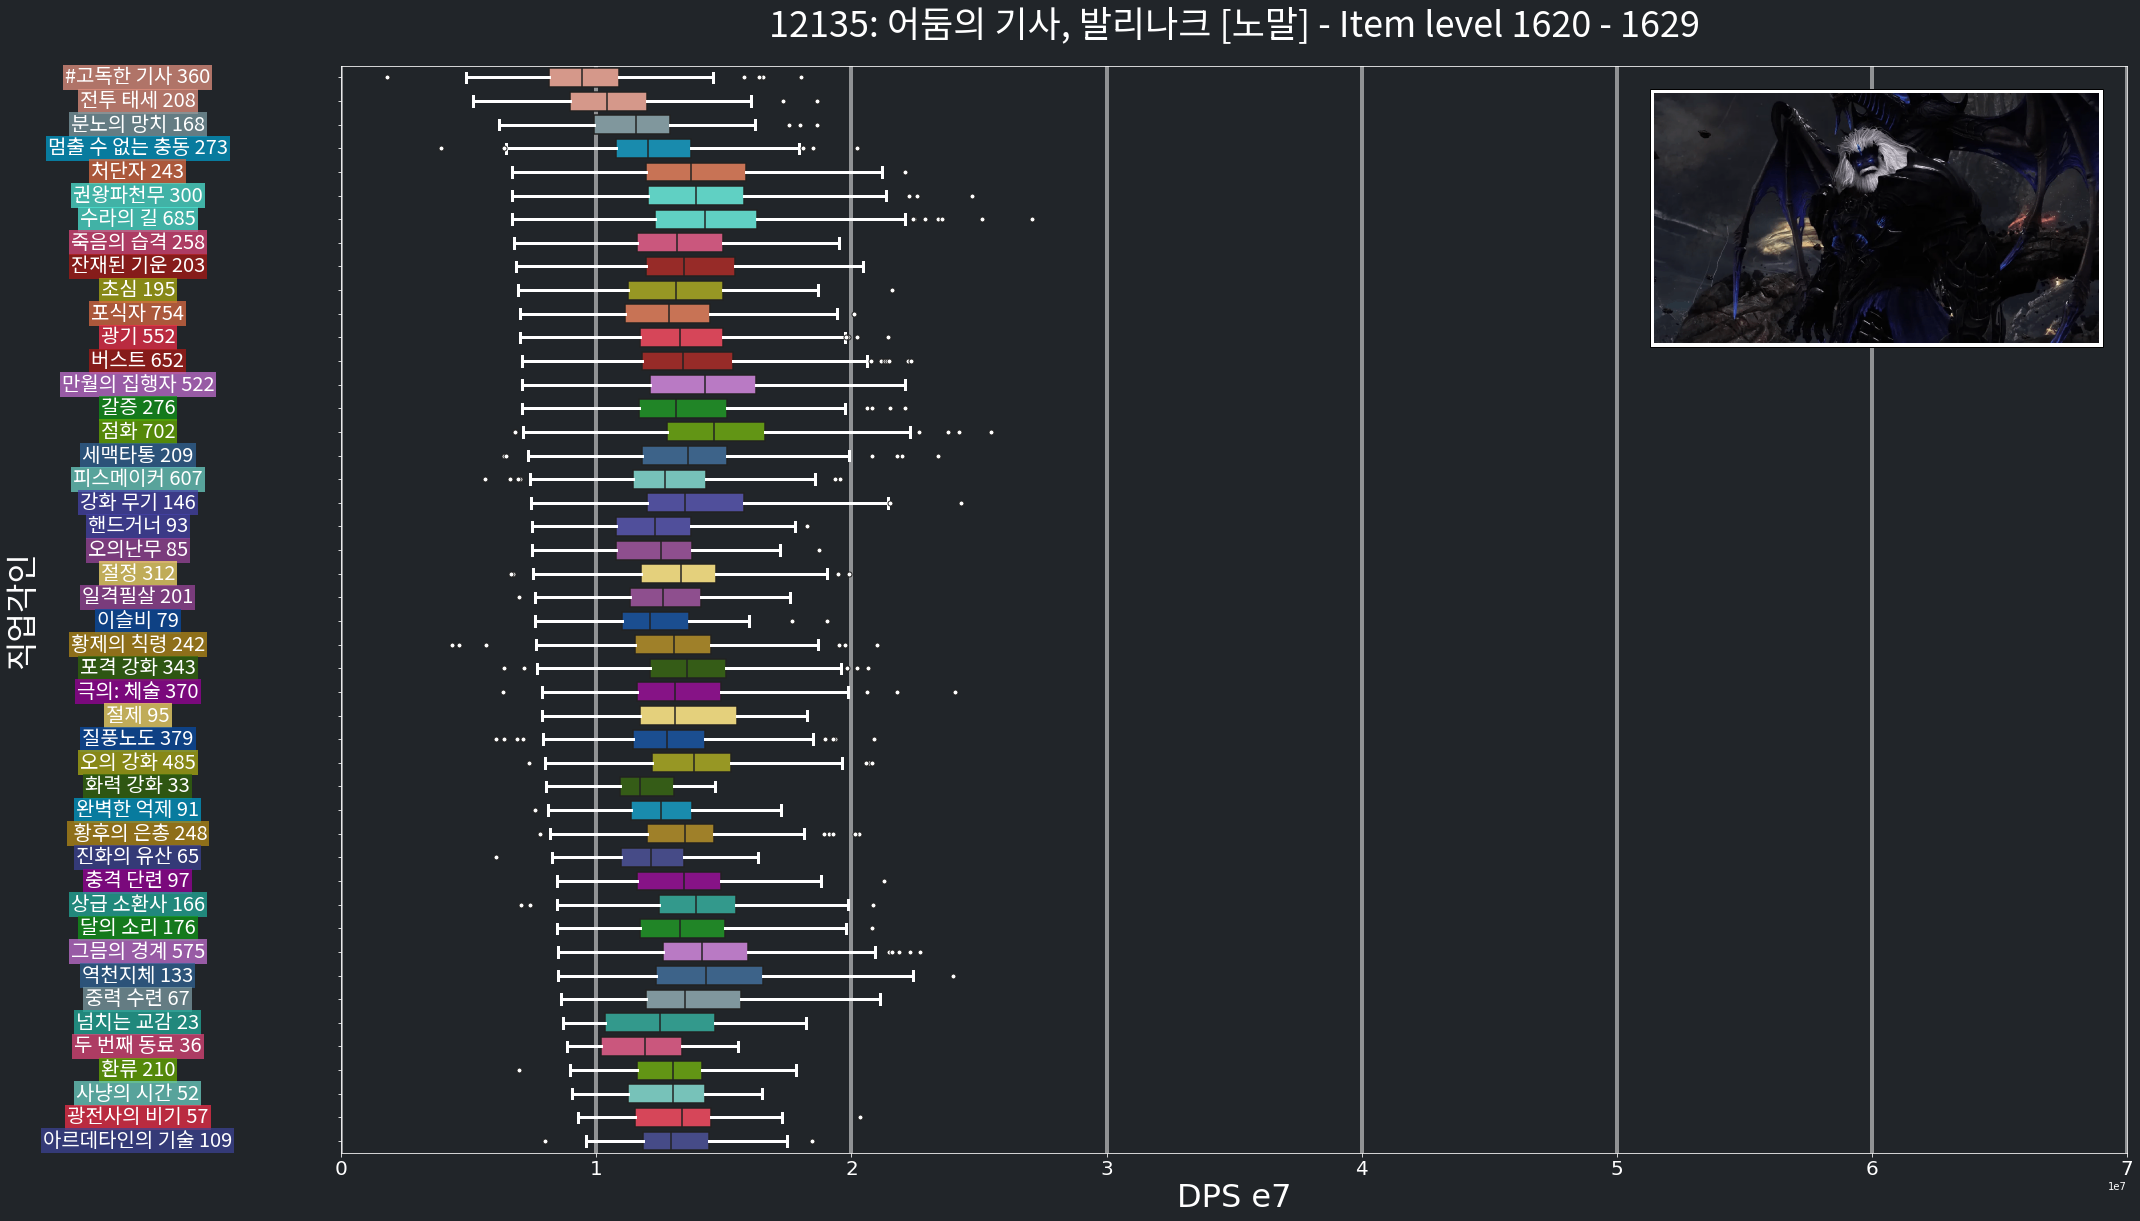 12135: 어둠의 기사, 발리나크 [노말] - Item level 1620 - 1629
직업각인
#고독한 기사 360
전투 태세 208
분노의 망치 168
멈출 수 없는 충동 273
처단자 243
권왕파천무 300
수라의 길 685
죽음의 습격 258
잔재된 기운 203
초심 195
포식자 754
광기 552
버스트 652
만월의 집행자 522
갈증 276
점화 702
세맥타통 209
피스메이커 607
강화 무기 146
핸드거너 93
오의난무 85
절정 312
일격필살 201
이슬비 79
황제의 칙령 242
포격 강화 343
극의: 체술 370
절제 95
질풍노도 379
오의 강화 485
화력 강화 33
완벽한 억제 91
황후의 은총 248
진화의 유산 65
충격 단련 97
상급 소환사 166
달의 소리 176
그믐의 경계 575
역천지체 133
중력 수련 67
넘치는 교감 23
두 번째 동료 36
환류 210
사냥의 시간 52
광전사의 비기 57
아르데타인의 기술 109
0 1 2 3 4 5 6 7
1e7
DPS e7